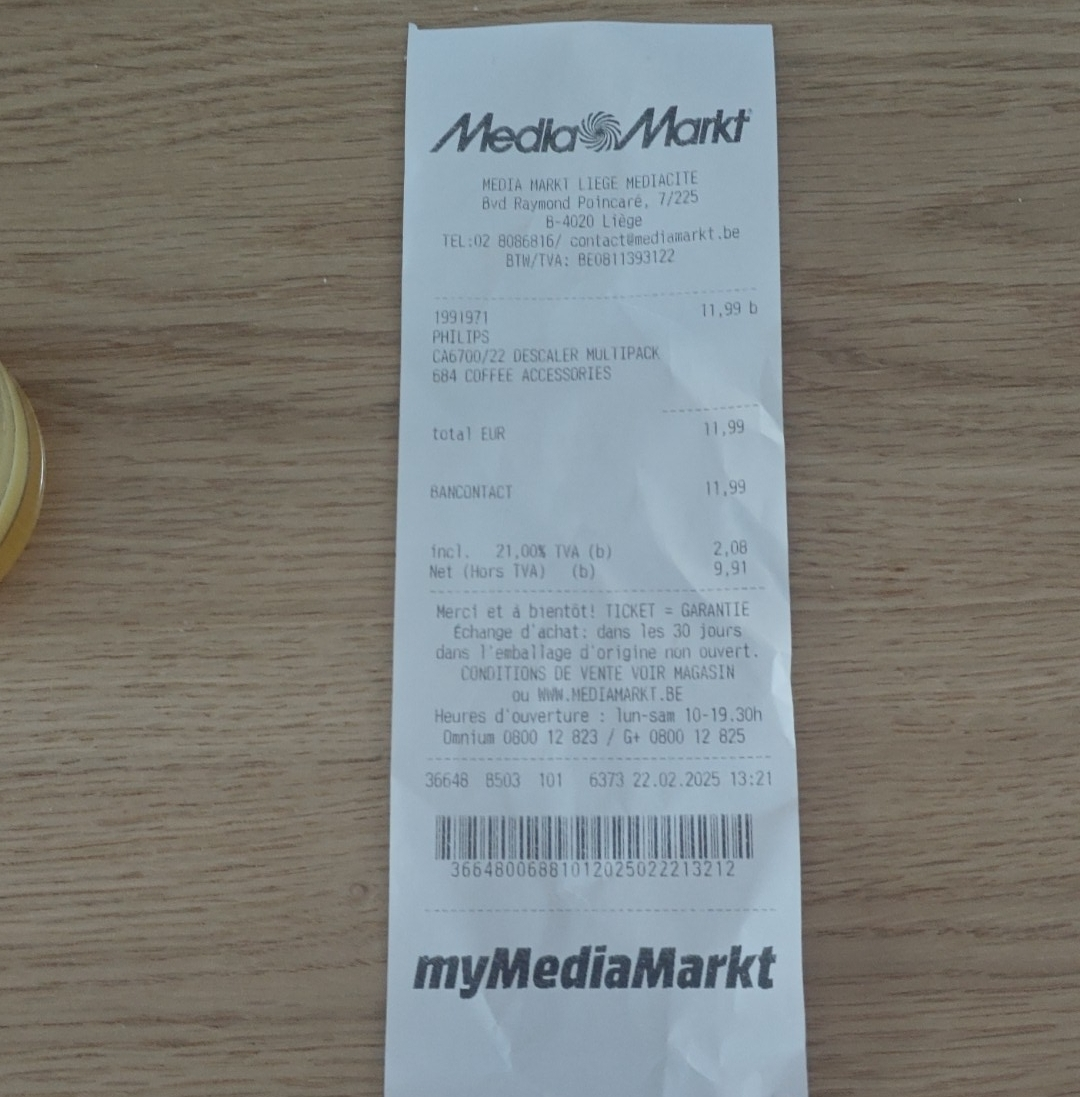 Media Markt
MEDIA MARKT LIEGE MEDIACITE
Bvd Raymond Poincaré, 7/225
B-4020 Liège
TEL:02 8086816/ contact@mediamarkt.be
BTW/TVA: BE0811393122
1991971 11,99 b
PHILIPS
CA6700/22 DESCALER MULTIPACK
684 COFFEE ACCESSORIES
total EUR 11,99
BANCONTACT 11,99
incl. 21,00% TVA (b) 2,08
Net (Hors TVA) (b) 9,91
Merci et à bientôt! TICKET = GARANTIE
Échange d'achat: dans les 30 jours
dans l'emballage d'origine non ouvert.
CONDITIONS DE VENTE VOIR MAGASIN
ou WWW.MEDIAMARKT.BE
Heures d'ouverture : lun-sam 10-19.30h
Omnium 0800 12 823 / G+ 0800 12 825
36648 8503 101 6373 22.02.2025 13:21
3664800688101202502221 3212
myMediaMarkt